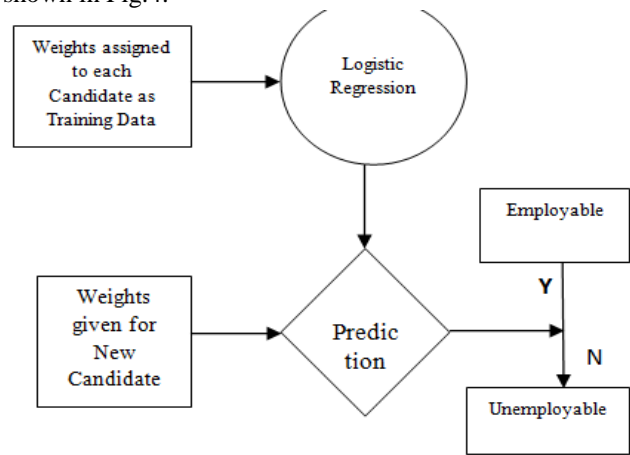 shown in Fig.4.
Weights assigned
to each
Candidate as
Training Data
Logistic
Regression
Employable
Y
Weights
given for
New
Candidate
Predic
tion
N
Unemployable